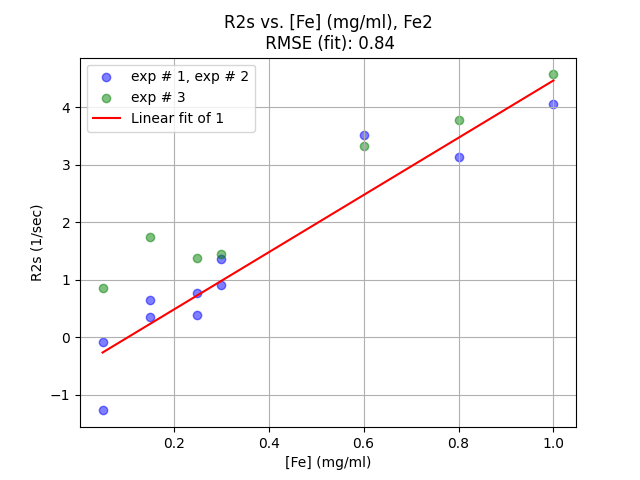 R2s vs. [Fe] (mg/ml), Fe2
RMSE (fit): 0.84
exp # 1, exp # 2
exp # 3
Linear fit of 1
4
3
2
1
0
−1
R2s (1/sec)
0.2
0.4
0.6
0.8
1.0
[Fe] (mg/ml)